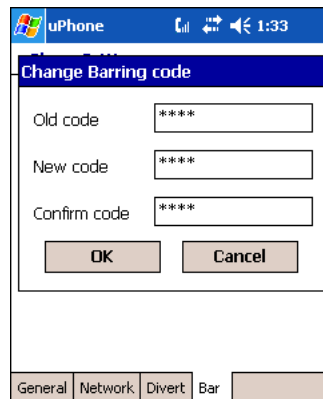 uPhone 1:33
Change Barring code
Old code ****
New code ****
Confirm code ****
OK Cancel
General Network Divert Bar